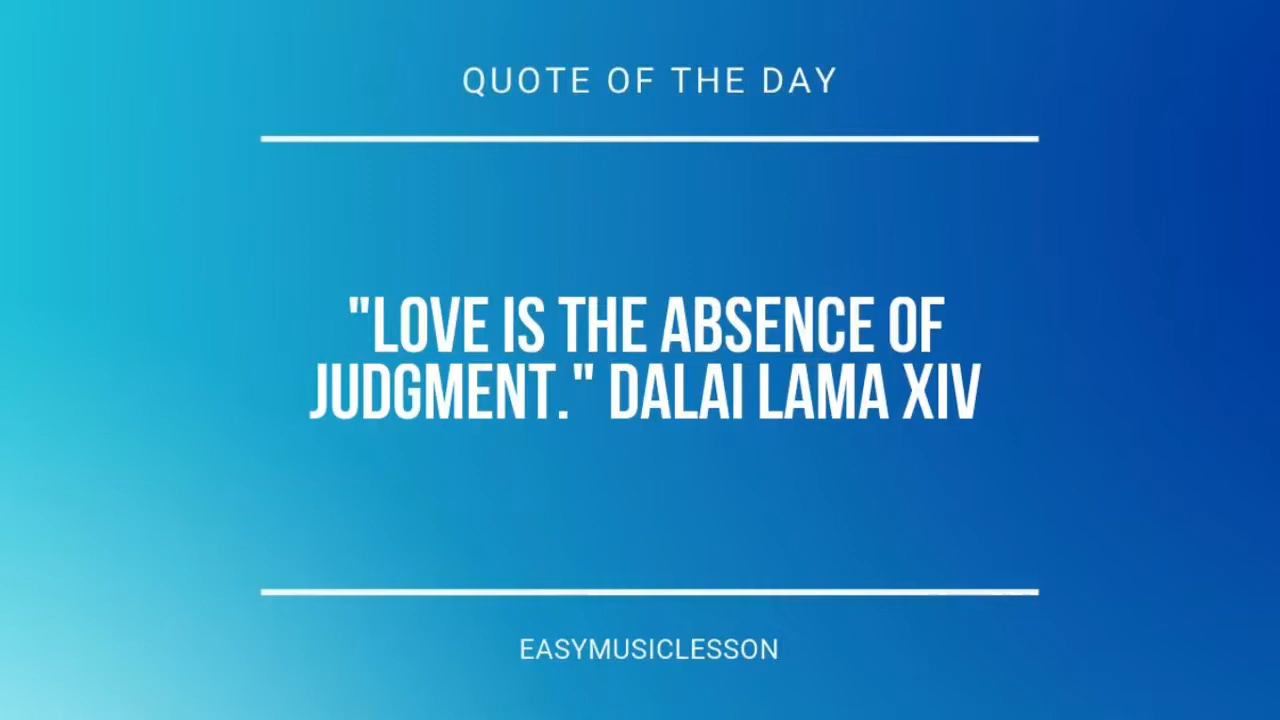 QUOTE OF THE DAY
"LOVE IS THE ABSENCE OF
JUDGMENT." DALAI LAMA XIV
EASYMUSICLESSON